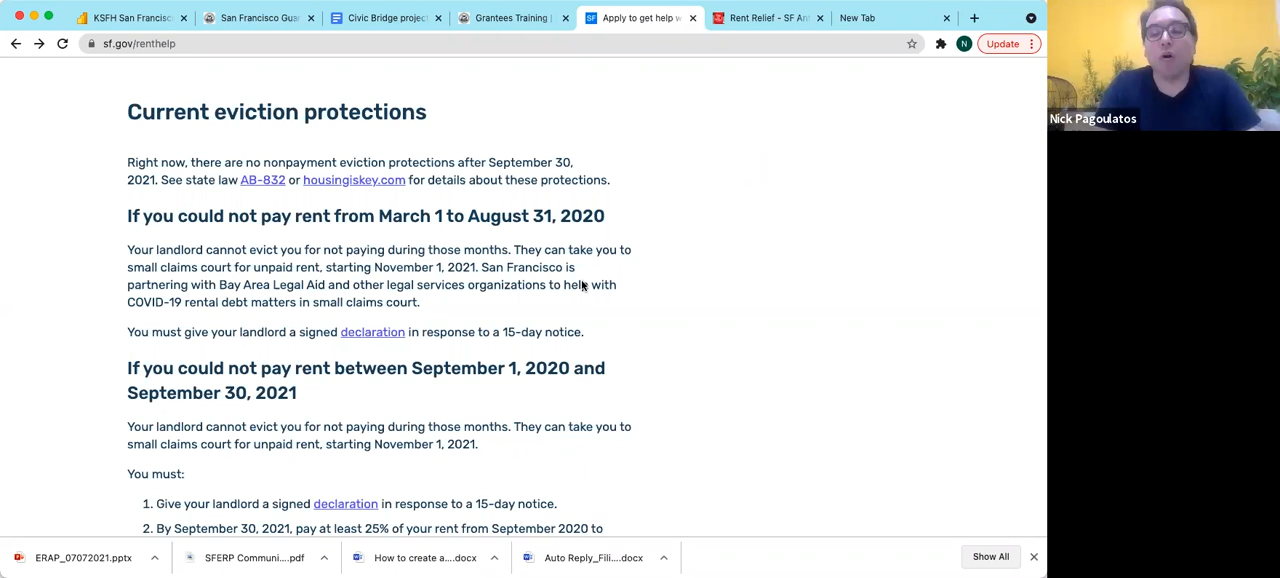 KSFH San Francisc
San Francisco Gua
Civic Bridge projec
Grantees Training |
Apply to get help w
Rent Relief - SF An
New Tab
sf.gov/renthelp
N
Update
Nick Pagoulatos
Current eviction protections
Right now, there are no nonpayment eviction protections after September 30,
2021. See state law AB-832 or housingiskey.com for details about these protections.
If you could not pay rent from March 1 to August 31, 2020
Your landlord cannot evict you for not paying during those months. They can take you to
small claims court for unpaid rent, starting November 1, 2021. San Francisco is
partnering with Bay Area Legal Aid and other legal services organizations to help with
COVID-19 rental debt matters in small claims court.
You must give your landlord a signed declaration in response to a 15-day notice.
If you could not pay rent between September 1, 2020 and
September 30, 2021
Your landlord cannot evict you for not paying during those months. They can take you to
small claims court for unpaid rent, starting November 1, 2021.
You must:
1. Give your landlord a signed declaration in response to a 15-day notice.
2. By September 30, 2021, pay at least 25% of your rent from September 2020 to
ERAP_07072021.pptx
SFERP Communi....pdf
How to create a....docx
Auto Reply_Fili....docx
Show All